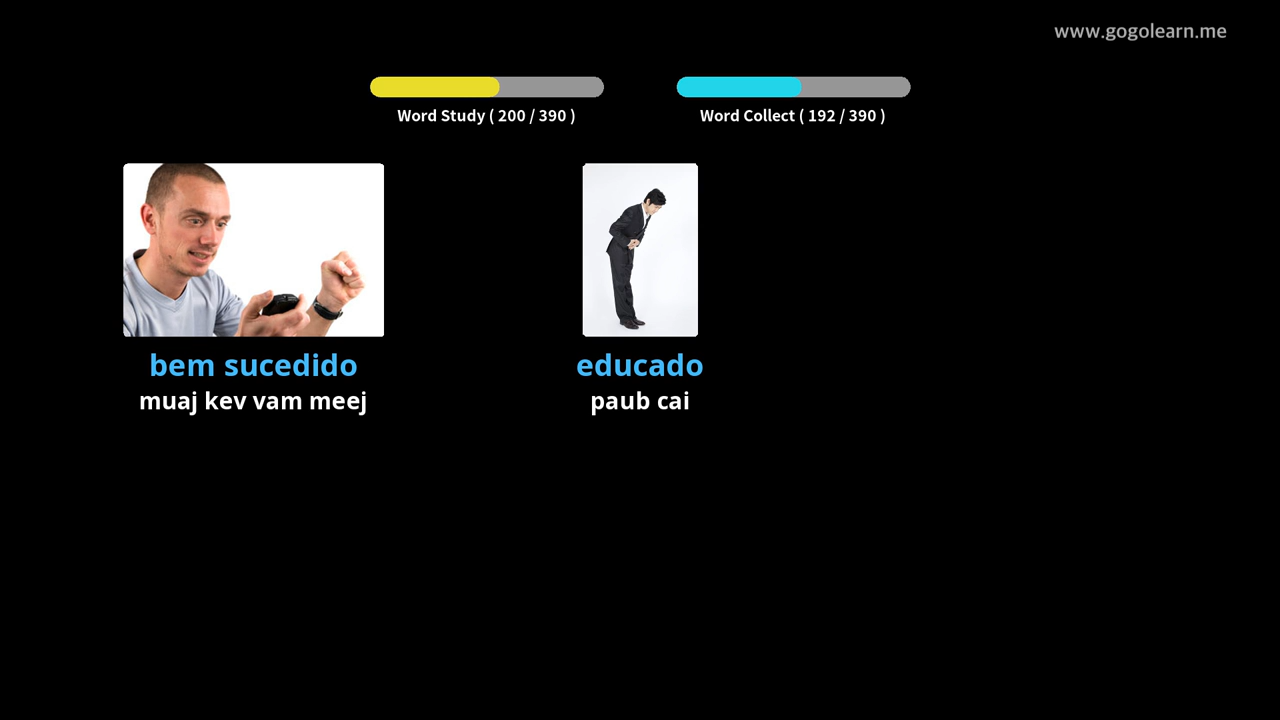 www.gogolearn.me
Word Study ( 200 / 390 )
Word Collect ( 192 / 390 )
bem sucedido
muaj kev vam meej
educado
paub cai